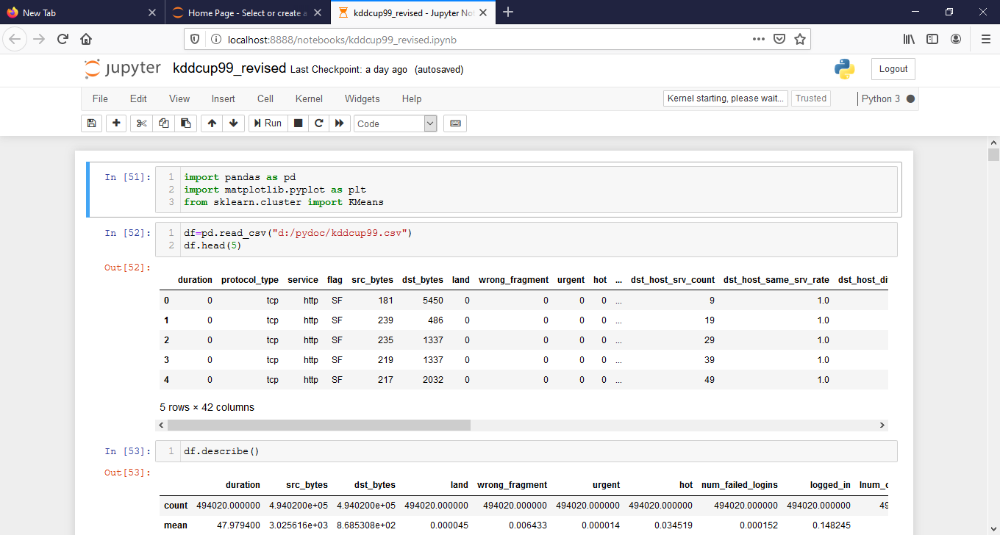 New Tab
Home Page - Select or create a
kddcup99_revised - Jupyter Not
localhost:8888/notebooks/kddcup99_revised.ipynb
jupyter kddcup99_revised Last Checkpoint: a day ago (autosaved)
Logout
File Edit View Insert Cell Kernel Widgets Help
Kernel starting, please wait... Trusted Python 3
Run Code
In [51]:
1 import pandas as pd
2 import matplotlib.pyplot as plt
3 from sklearn.cluster import KMeans
In [52]:
1 df=pd.read_csv("d:/pydoc/kddcup99.csv")
2 df.head(5)
Out[52]:
duration protocol_type service flag src_bytes dst_bytes land wrong_fragment urgent hot ... dst_host_srv_count dst_host_same_srv_rate dst_host_di
0 0 tcp http SF 181 5450 0 0 0 0 ... 9 1.0
1 0 tcp http SF 239 486 0 0 0 0 ... 19 1.0
2 0 tcp http SF 235 1337 0 0 0 0 ... 29 1.0
3 0 tcp http SF 219 1337 0 0 0 0 ... 39 1.0
4 0 tcp http SF 217 2032 0 0 0 0 ... 49 1.0
5 rows × 42 columns
In [53]:
1 df.describe()
Out[53]:
duration src_bytes dst_bytes land wrong_fragment urgent hot num_failed_logins logged_in lnum_c
count 494020.000000 4.940200e+05 4.940200e+05 494020.000000 494020.000000 494020.000000 494020.000000 494020.000000 494020.000000 49
mean 47.979400 3.025616e+03 8.685308e+02 0.000045 0.006433 0.000014 0.034519 0.000152 0.148245